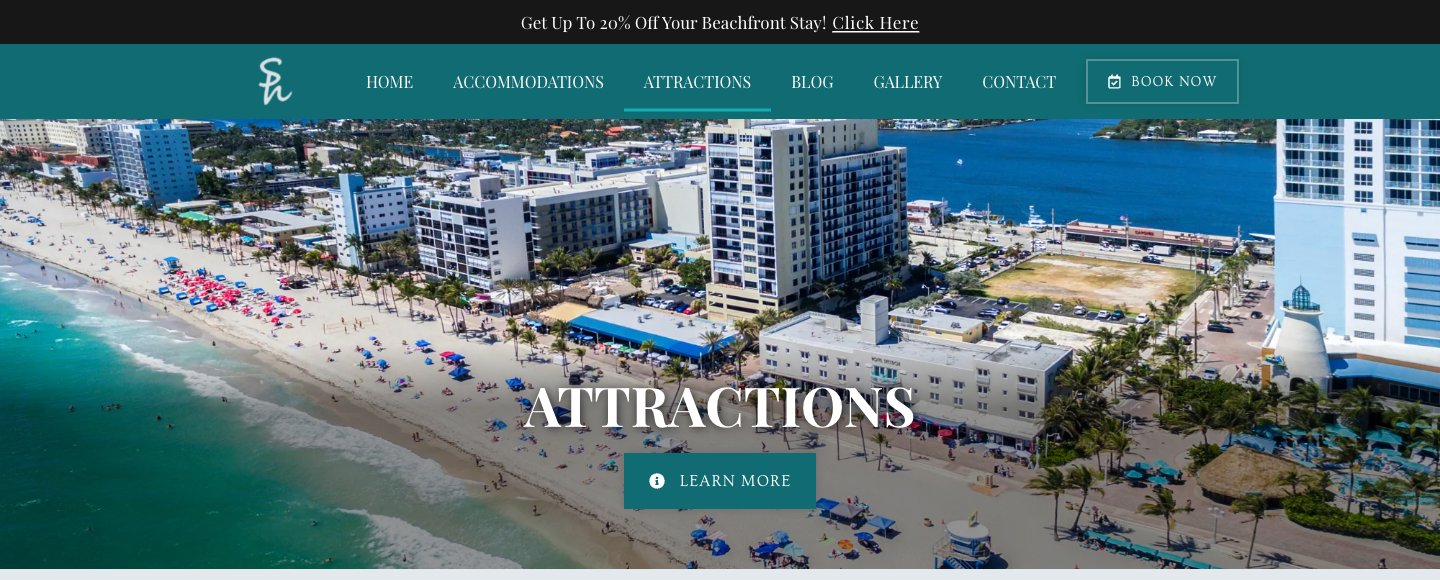 Get Up To 20% Off Your Beachfront Stay! Click Here
Sh
HOME ACCOMMODATIONS ATTRACTIONS BLOG GALLERY CONTACT BOOK NOW
ATTRACTIONS
LEARN MORE